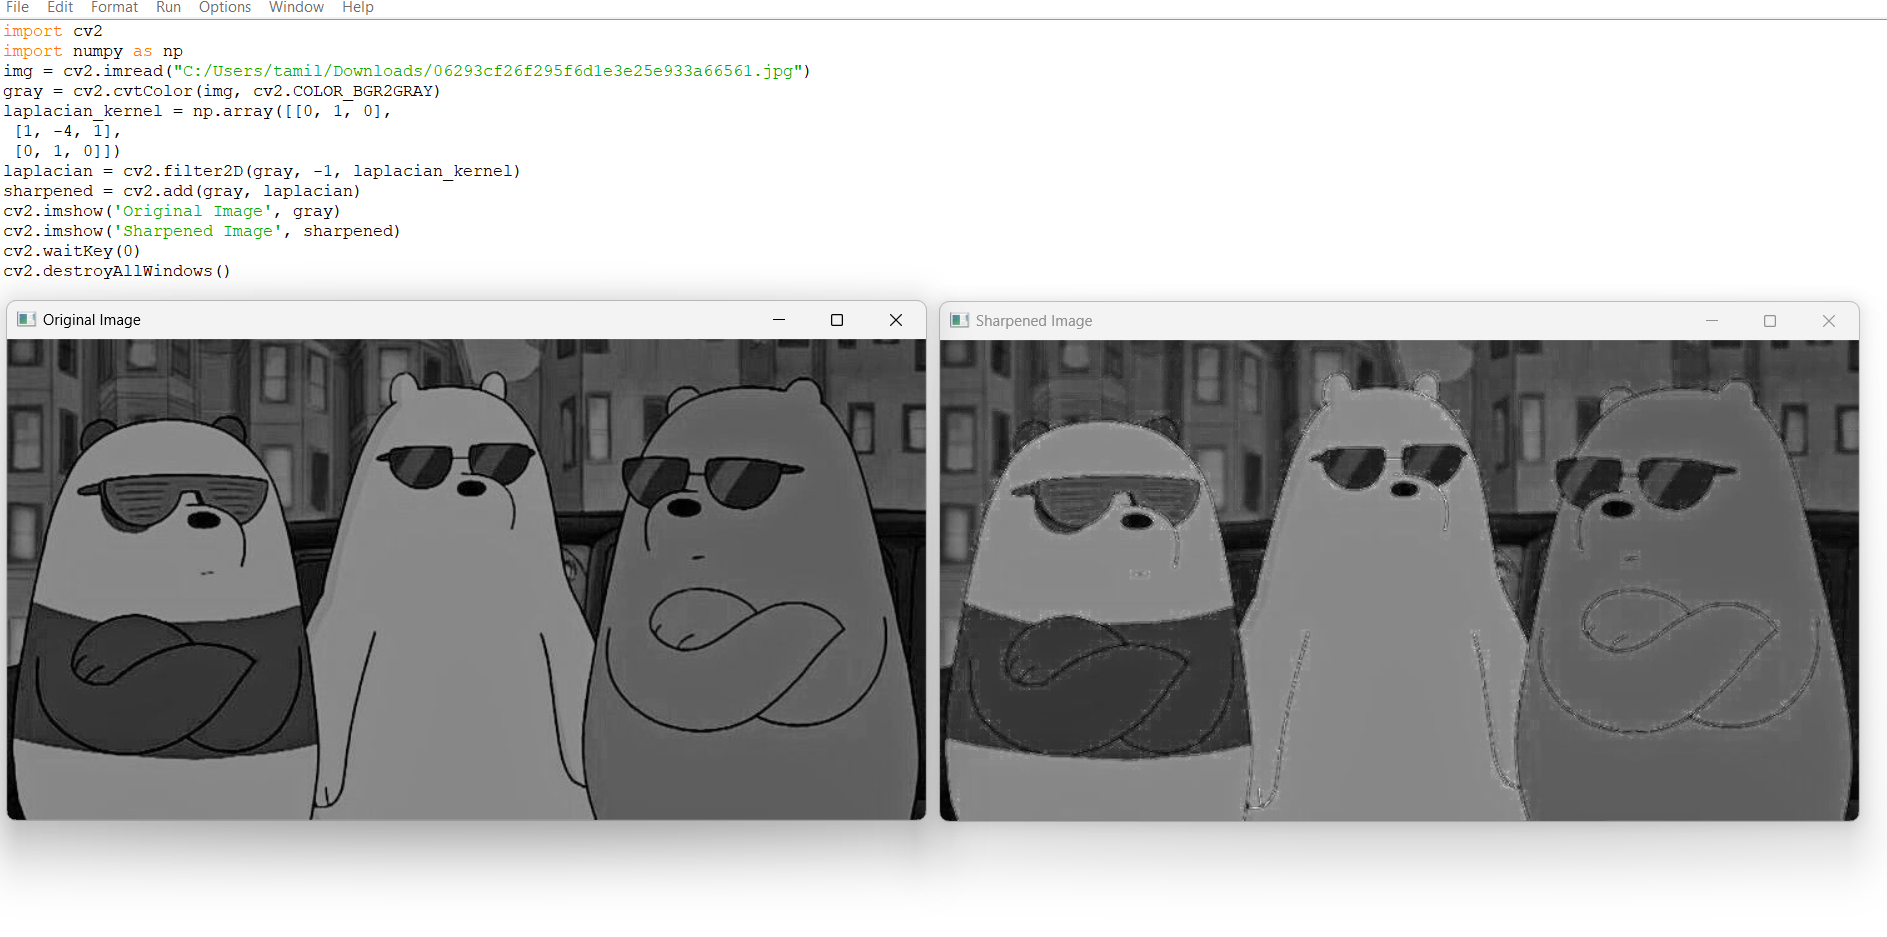 File Edit Format Run Options Window Help
import cv2
import numpy as np
img = cv2.imread("C:/Users/tamil/Downloads/06293cf26f295f6d1e3e25e933a66561.jpg")
gray = cv2.cvtColor(img, cv2.COLOR_BGR2GRAY)
laplacian_kernel = np.array([[0, 1, 0],
 [1, -4, 1],
 [0, 1, 0]])
laplacian = cv2.filter2D(gray, -1, laplacian_kernel)
sharpened = cv2.add(gray, laplacian)
cv2.imshow('Original Image', gray)
cv2.imshow('Sharpened Image', sharpened)
cv2.waitKey(0)
cv2.destroyAllWindows()
Original Image
Sharpened Image